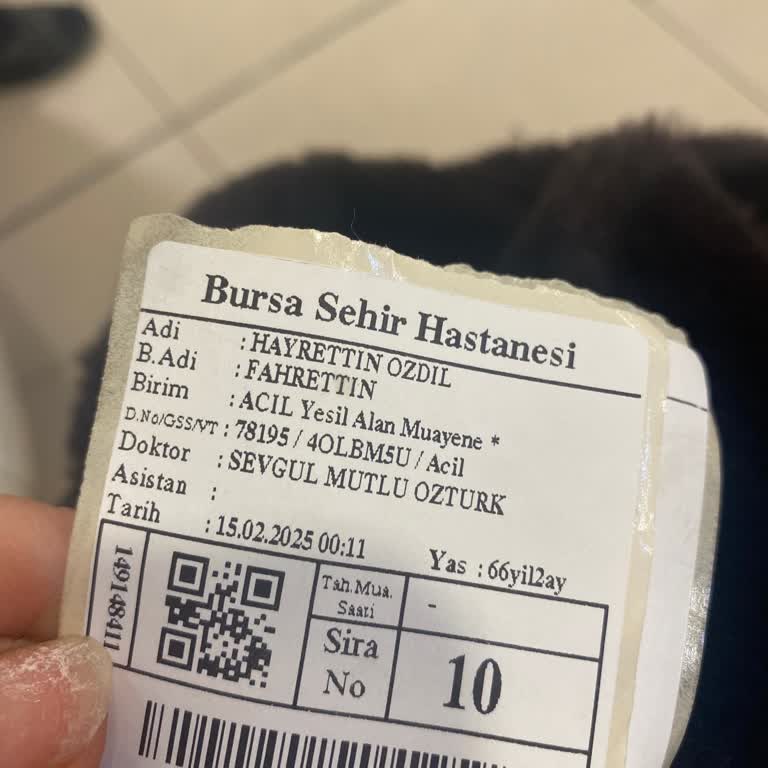 Bursa Sehir Hastanesi
Adi : HAYRETTIN OZDIL
B.Adi : FAHRETTIN
Birim : ACIL Yesil Alan Muayene *
D.No/GSS/VT : 78195 / 4OLBM5U / Acil
Doktor : SEVGUL MUTLU OZTURK
Asistan :
Tarih : 15.02.2025 00:11 Yas : 66yil2ay
149148411
Tah.Mua. Saati -
Sira No 10